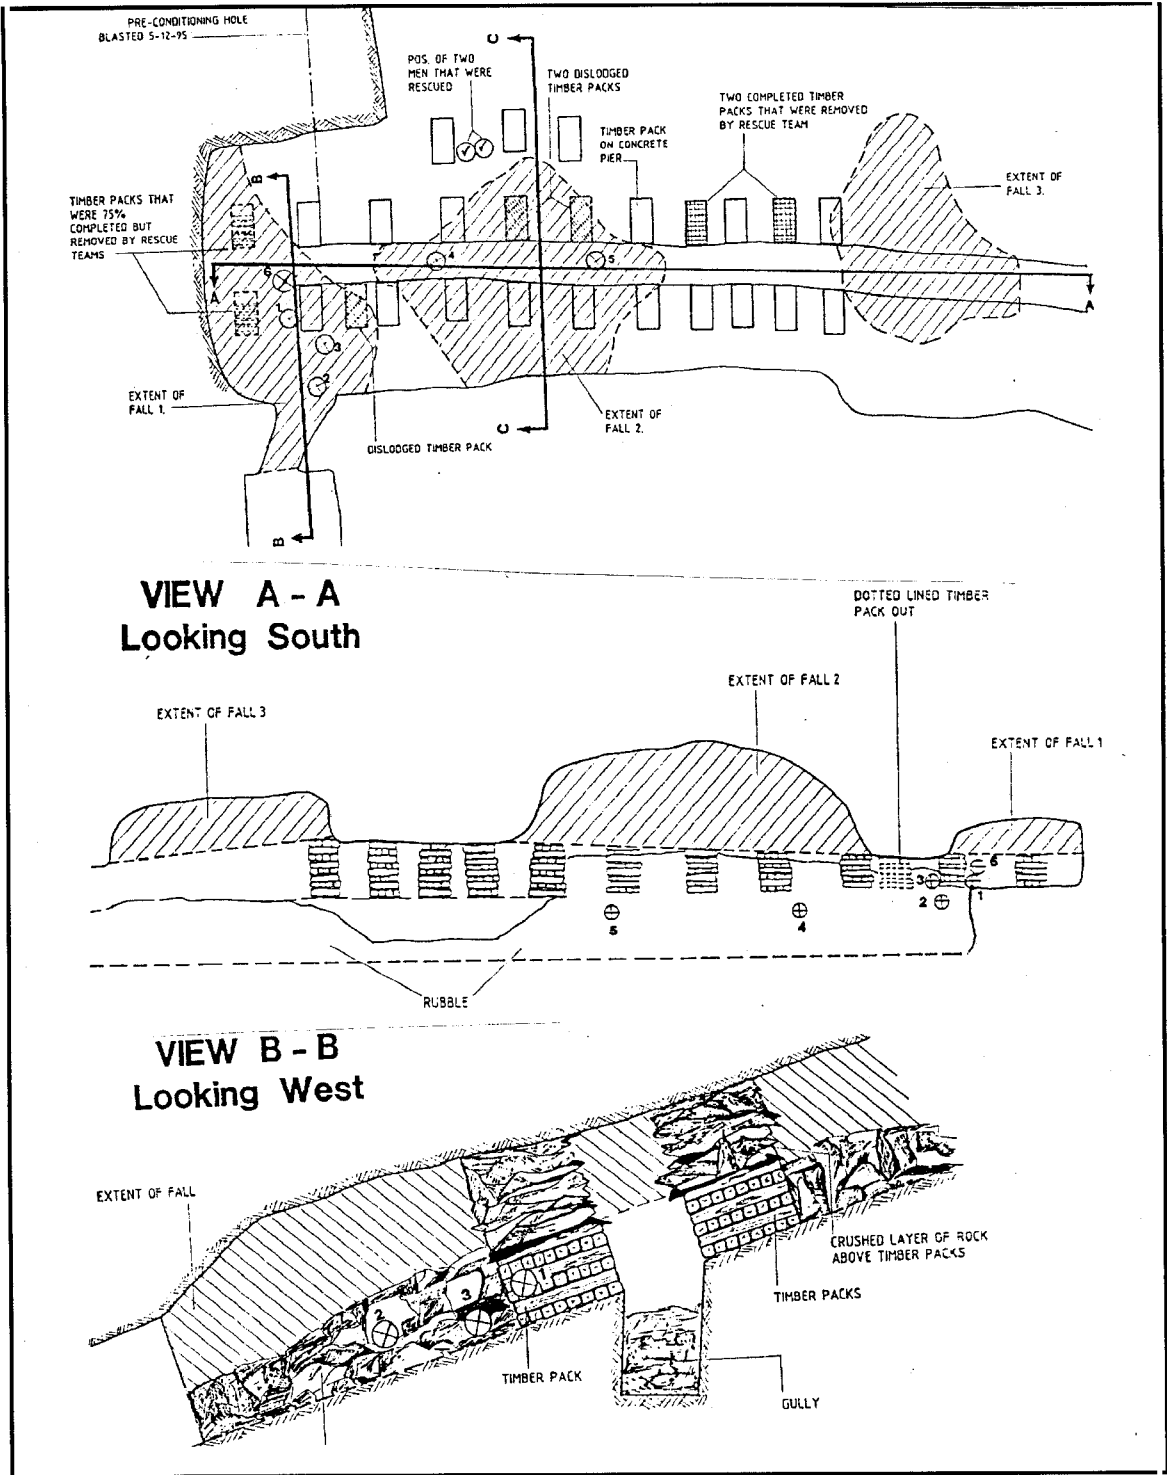 PRE-CONDITIONING HOLE
BLASTED 5-12-95
C
POS. OF TWO
MEN THAT WERE
RESCUED
TWO DISLODGED
TIMBER PACKS
TIMBER PACK
ON CONCRETE
PIER
TWO COMPLETED TIMBER
PACKS THAT WERE REMOVED
BY RESCUE TEAM
EXTENT OF
FALL 3.
B
TIMBER PACKS THAT
WERE 75%
COMPLETED BUT
REMOVED BY RESCUE
TEAMS
4
5
6
A
A
1
3
2
EXTENT OF
FALL 1.
C
EXTENT OF
FALL 2.
DISLODGED TIMBER PACK
B
VIEW A - A
Looking South
DOTTED LINED TIMBER
PACK OUT
EXTENT OF FALL 3
EXTENT OF FALL 2
EXTENT OF FALL 1
6
3
2
1
5
4
RUBBLE
VIEW B - B
Looking West
EXTENT OF FALL
CRUSHED LAYER OF ROCK
ABOVE TIMBER PACKS
1
3
2
TIMBER PACKS
TIMBER PACK
GULLY